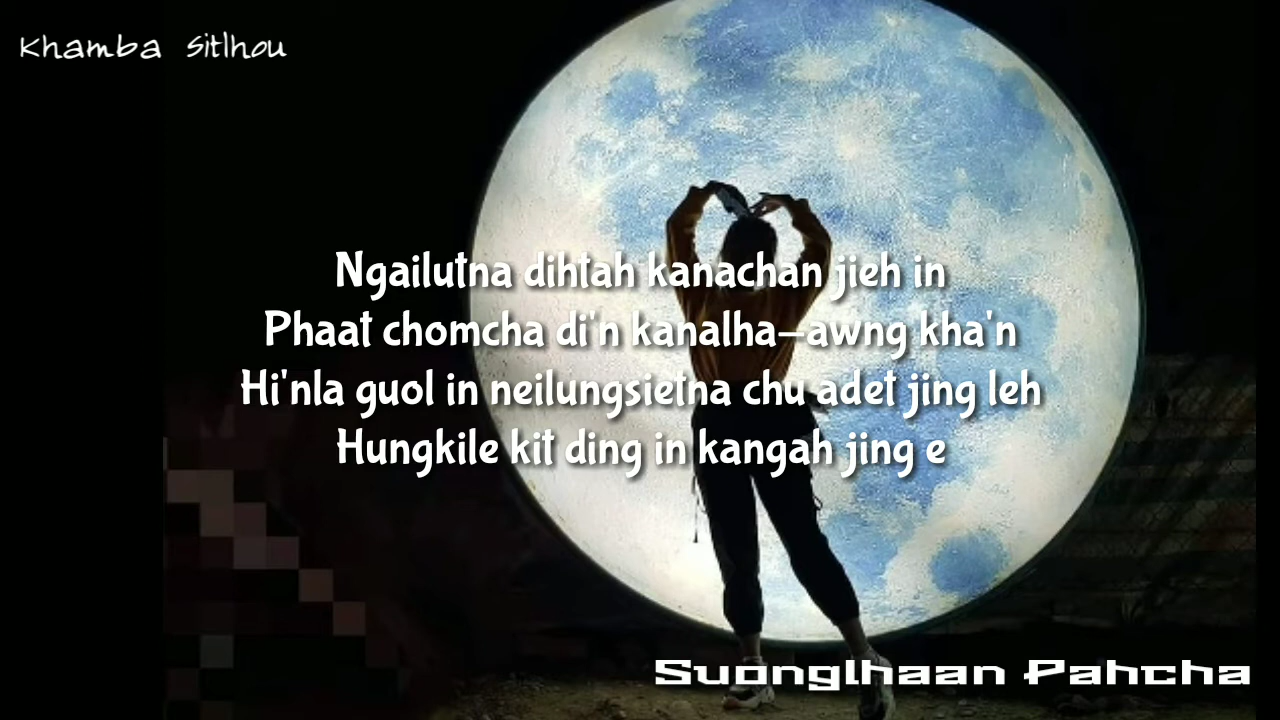 Khamba Sitlhou
Ngailutna dihtah kanachan jieh in
Phaat chomcha di'n kanalha-awng kha'n
Hi'nla guol in neilungsietna chu adet jing leh
Hungkile kit ding in kangah jing e
Suonglhaan Pahcha